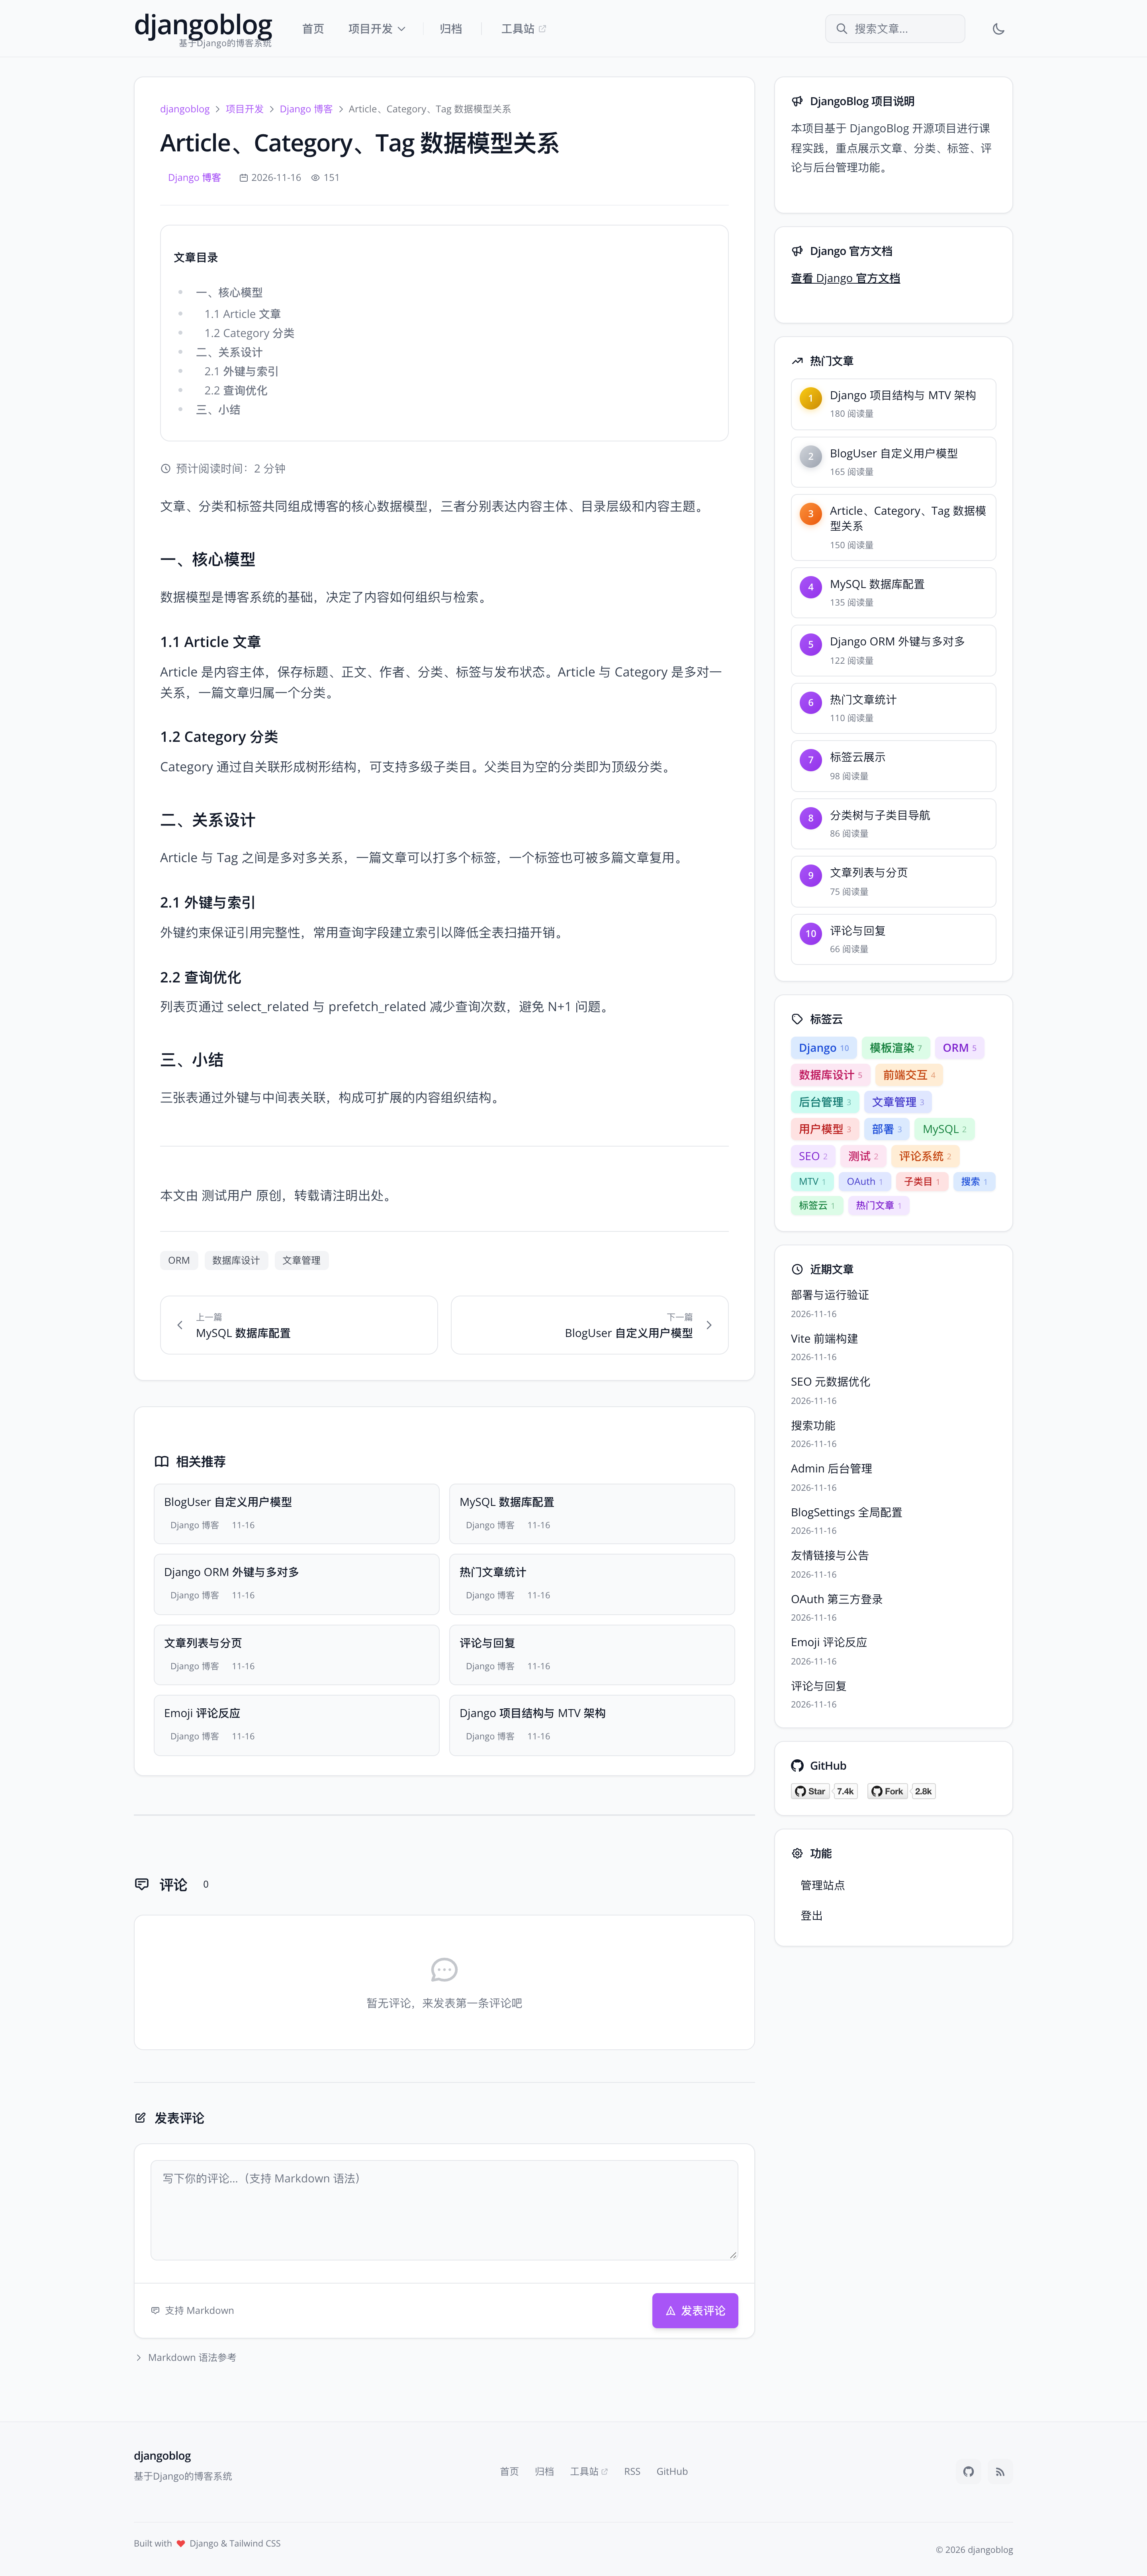 djangoblog
基于Django的博客系统
首页
项目开发
归档
工具站
搜索文章...
djangoblog > 项目开发 > Django 博客 > Article、Category、Tag 数据模型关系
Article、Category、Tag 数据模型关系
Django 博客
2026-11-16
151
文章目录
一、核心模型
1.1 Article 文章
1.2 Category 分类
二、关系设计
2.1 外键与索引
2.2 查询优化
三、小结
预计阅读时间：2 分钟
文章、分类和标签共同组成博客的核心数据模型，三者分别表达内容主体、目录层级和内容主题。
一、核心模型
数据模型是博客系统的基础，决定了内容如何组织与检索。
1.1 Article 文章
Article 是内容主体，保存标题、正文、作者、分类、标签与发布状态。Article 与 Category 是多对一
关系，一篇文章归属一个分类。
1.2 Category 分类
Category 通过自关联形成树形结构，可支持多级子类目。父类目为空的分类即为顶级分类。
二、关系设计
Article 与 Tag 之间是多对多关系，一篇文章可以打多个标签，一个标签也可被多篇文章复用。
2.1 外键与索引
外键约束保证引用完整性，常用查询字段建立索引以降低全表扫描开销。
2.2 查询优化
列表页通过 select_related 与 prefetch_related 减少查询次数，避免 N+1 问题。
三、小结
三张表通过外键与中间表关联，构成可扩展的内容组织结构。
本文由 测试用户 原创，转载请注明出处。
ORM
数据库设计
文章管理
上一篇
MySQL 数据库配置
下一篇
BlogUser 自定义用户模型
相关推荐
BlogUser 自定义用户模型
Django 博客 11-16
MySQL 数据库配置
Django 博客 11-16
Django ORM 外键与多对多
Django 博客 11-16
热门文章统计
Django 博客 11-16
文章列表与分页
Django 博客 11-16
评论与回复
Django 博客 11-16
Emoji 评论反应
Django 博客 11-16
Django 项目结构与 MTV 架构
Django 博客 11-16
评论 0
暂无评论，来发表第一条评论吧
发表评论
写下你的评论...（支持 Markdown 语法）
支持 Markdown
发表评论
Markdown 语法参考
DjangoBlog 项目说明
本项目基于 DjangoBlog 开源项目进行课
程实践，重点展示文章、分类、标签、评
论与后台管理功能。
Django 官方文档
查看 Django 官方文档
热门文章
1
Django 项目结构与 MTV 架构
180 阅读量
2
BlogUser 自定义用户模型
165 阅读量
3
Article、Category、Tag 数据模
型关系
150 阅读量
4
MySQL 数据库配置
135 阅读量
5
Django ORM 外键与多对多
122 阅读量
6
热门文章统计
110 阅读量
7
标签云展示
98 阅读量
8
分类树与子类目导航
86 阅读量
9
文章列表与分页
75 阅读量
10
评论与回复
66 阅读量
标签云
Django 10 模板渲染 7 ORM 5
数据库设计 5 前端交互 4
后台管理 3 文章管理 3
用户模型 3 部署 3 MySQL 2
SEO 2 测试 2 评论系统 2
MTV 1 OAuth 1 子类目 1 搜索 1
标签云 1 热门文章 1
近期文章
部署与运行验证
2026-11-16
Vite 前端构建
2026-11-16
SEO 元数据优化
2026-11-16
搜索功能
2026-11-16
Admin 后台管理
2026-11-16
BlogSettings 全局配置
2026-11-16
友情链接与公告
2026-11-16
OAuth 第三方登录
2026-11-16
Emoji 评论反应
2026-11-16
评论与回复
2026-11-16
GitHub
Star 7.4k Fork 2.8k
功能
管理站点
登出
djangoblog
基于Django的博客系统
首页 归档 工具站 RSS GitHub
Built with ❤ Django & Tailwind CSS
© 2026 djangoblog